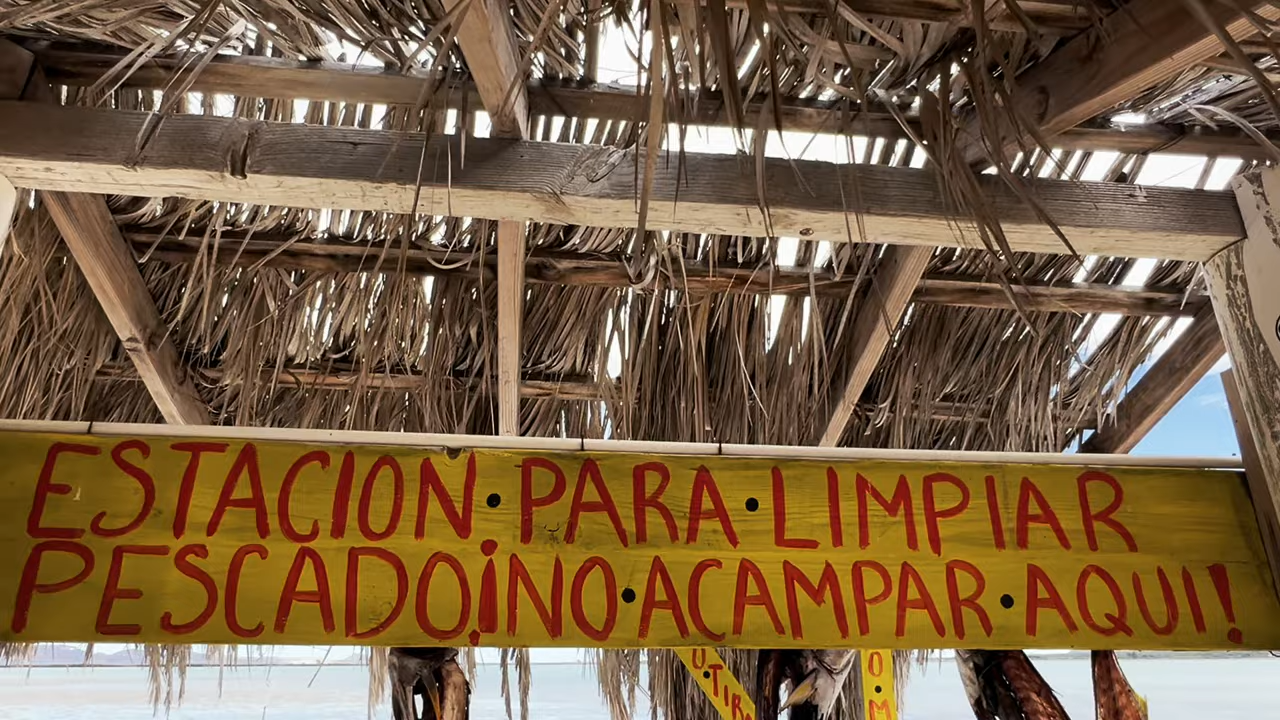 ESTACION • PARA • LIMPIAR
PESCADO. ¡NO • ACAMPAR • AQUI!